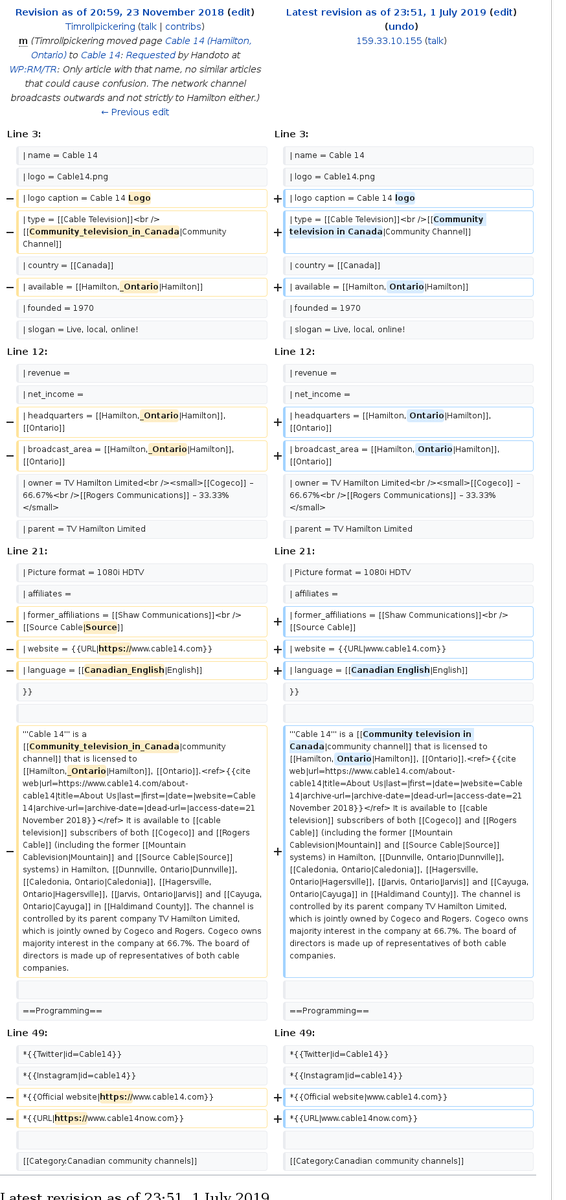 Revision as of 20:59, 23 November 2018 (edit)
Timrollpickering (talk | contribs)
m (Timrollpickering moved page Cable 14 (Hamilton,
Ontario) to Cable 14: Requested by Handoto at
WP:RM/TR: Only article with that name, no similar articles
that could cause confusion. The network channel
broadcasts outwards and not strictly to Hamilton either.)
← Previous edit
Latest revision as of 23:51, 1 July 2019 (edit)
(undo)
159.33.10.155 (talk)
Line 3:
Line 3:
| name = Cable 14
| name = Cable 14
| logo = Cable14.png
| logo = Cable14.png
− | logo caption = Cable 14 Logo
+ | logo caption = Cable 14 logo
− | type = [[Cable Television]]<br />
[[Community_television_in_Canada|Community
Channel]]
+ | type = [[Cable Television]]<br />[[Community
television in Canada|Community Channel]]
| country = [[Canada]]
| country = [[Canada]]
− | available = [[Hamilton,_Ontario|Hamilton]]
+ | available = [[Hamilton, Ontario|Hamilton]]
| founded = 1970
| founded = 1970
| slogan = Live, local, online!
| slogan = Live, local, online!
Line 12:
Line 12:
| revenue =
| revenue =
| net_income =
| net_income =
− | headquarters = [[Hamilton,_Ontario|Hamilton]],
[[Ontario]]
+ | headquarters = [[Hamilton, Ontario|Hamilton]],
[[Ontario]]
− | broadcast_area = [[Hamilton,_Ontario|Hamilton]],
[[Ontario]]
+ | broadcast_area = [[Hamilton, Ontario|Hamilton]],
[[Ontario]]
| owner = TV Hamilton Limited<br /><small>[[Cogeco]] –
66.67%<br />[[Rogers Communications]] – 33.33%
</small>
| owner = TV Hamilton Limited<br /><small>[[Cogeco]] –
66.67%<br />[[Rogers Communications]] – 33.33%
</small>
| parent = TV Hamilton Limited
| parent = TV Hamilton Limited
Line 21:
Line 21:
| Picture format = 1080i HDTV
| Picture format = 1080i HDTV
| affiliates =
| affiliates =
− | former_affiliations = [[Shaw Communications]]<br />
[[Source Cable|Source]]
+ | former_affiliations = [[Shaw Communications]]<br />
[[Source Cable]]
− | website = {{URL|https://www.cable14.com}}
+ | website = {{URL|www.cable14.com}}
− | language = [[Canadian_English|English]]
+ | language = [[Canadian English|English]]
}}
}}
− '''Cable 14''' is a
[[Community_television_in_Canada|community
channel]] that is licensed to
[[Hamilton,_Ontario|Hamilton]], [[Ontario]].<ref>{{cite
web|url=https://www.cable14.com/about-
cable14|title=About Us|last=|first=|date=|website=Cable
14|archive-url=|archive-date=|dead-url=|access-date=21
November 2018}}</ref> It is available to [[cable
television]] subscribers of both [[Cogeco]] and [[Rogers
Cable]] (including the former [[Mountain
Cablevision|Mountain]] and [[Source Cable|Source]]
systems) in Hamilton, [[Dunnville, Ontario|Dunnville]],
[[Caledonia, Ontario|Caledonia]], [[Hagersville,
Ontario|Hagersville]], [[Jarvis, Ontario|Jarvis]] and [[Cayuga,
Ontario|Cayuga]] in [[Haldimand County]]. The channel is
controlled by its parent company TV Hamilton Limited,
which is jointly owned by Cogeco and Rogers. Cogeco owns
majority interest in the company at 66.7%. The board of
directors is made up of representatives of both cable
companies.
+ '''Cable 14''' is a [[Community television in
Canada|community channel]] that is licensed to
[[Hamilton, Ontario|Hamilton]], [[Ontario]].<ref>{{cite
web|url=https://www.cable14.com/about-
cable14|title=About Us|last=|first=|date=|website=Cable
14|archive-url=|archive-date=|dead-url=|access-date=21
November 2018}}</ref> It is available to [[cable
television]] subscribers of both [[Cogeco]] and [[Rogers
Cable]] (including the former [[Mountain
Cablevision|Mountain]] and [[Source Cable|Source]]
systems) in Hamilton, [[Dunnville, Ontario|Dunnville]],
[[Caledonia, Ontario|Caledonia]], [[Hagersville,
Ontario|Hagersville]], [[Jarvis, Ontario|Jarvis]] and [[Cayuga,
Ontario|Cayuga]] in [[Haldimand County]]. The channel is
controlled by its parent company TV Hamilton Limited,
which is jointly owned by Cogeco and Rogers. Cogeco owns
majority interest in the company at 66.7%. The board of
directors is made up of representatives of both cable
companies.
==Programming==
==Programming==
Line 49:
Line 49:
*{{Twitter|id=Cable14}}
*{{Twitter|id=Cable14}}
*{{Instagram|id=cable14}}
*{{Instagram|id=cable14}}
− *{{Official website|https://www.cable14.com}}
+ *{{Official website|www.cable14.com}}
− *{{URL|https://www.cable14now.com}}
+ *{{URL|www.cable14now.com}}
[[Category:Canadian community channels]]
[[Category:Canadian community channels]]
Latest revision as of 23:51, 1 July 2019